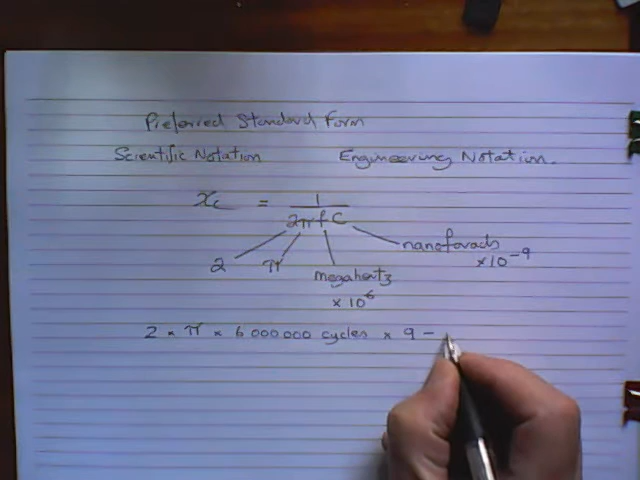 Preferred Standard Form
Scientific Notation Engineering Notation.
Xc = 1
2πfC
nanofarads
×10⁻⁹
2 π megahertz
× 10⁶
2 × π × 6 000 000 cycles × 9 –